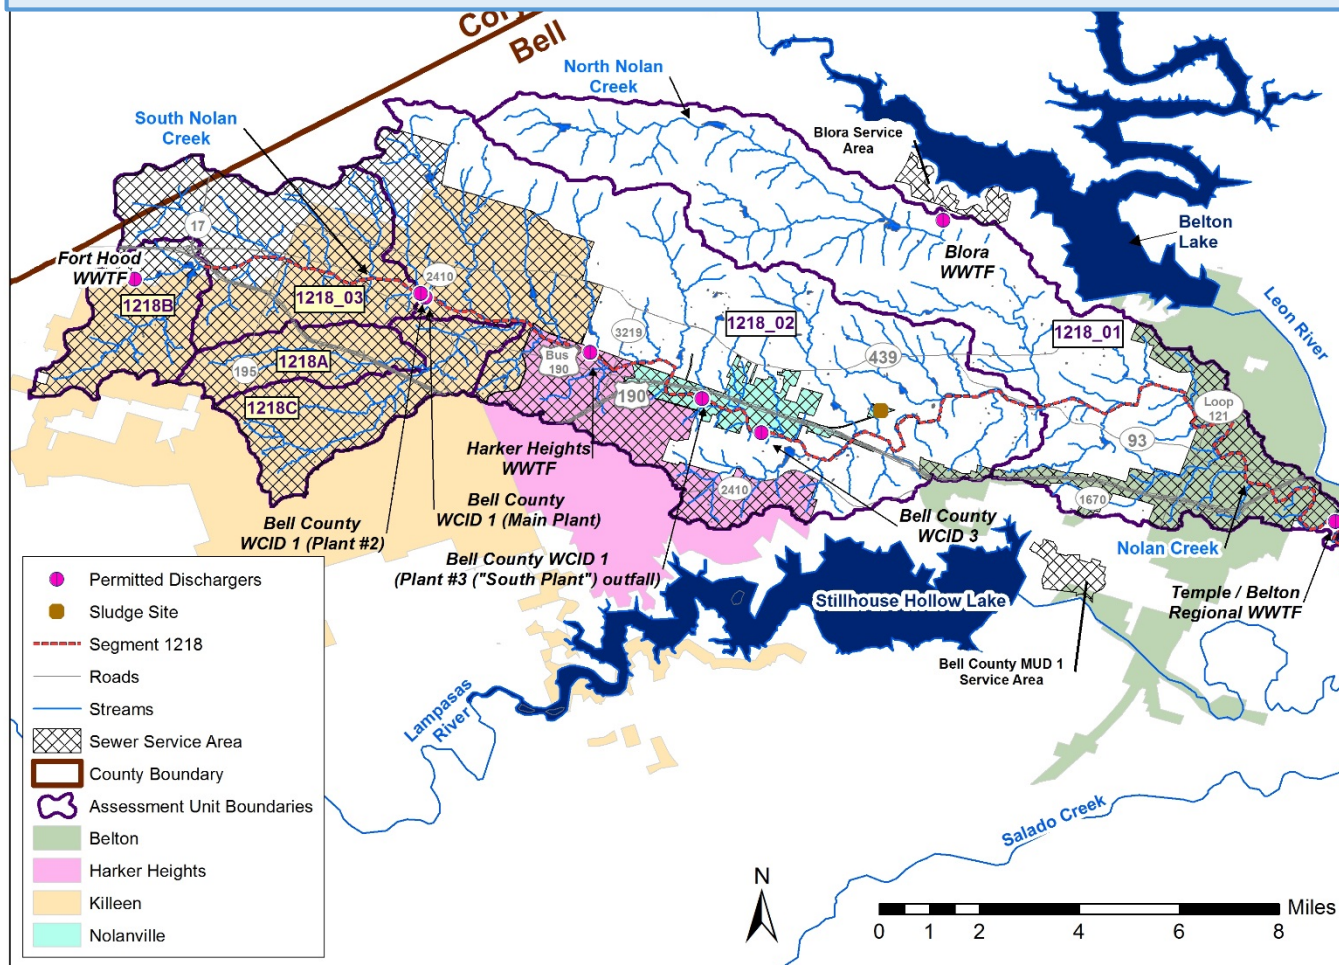 Cory
Bell
North Nolan
Creek
South Nolan
Creek
Blora Service
Area
17
Belton
Lake
Fort Hood
WWTF
Blora
WWTF
2410
1218B
1218_03
Leon River
3219
1218_02
1218_01
Bus
190
439
1218A
195
190
1218C
Loop
121
93
Harker Heights
WWTF
2410
1670
Bell County
WCID 1 (Main Plant)
Bell County
WCID 3
Bell County
WCID 1 (Plant #2)
Nolan Creek
Bell County WCID 1
(Plant #3 ("South Plant") outfall)
Temple / Belton
Regional WWTF
Stillhouse Hollow Lake
Bell County MUD 1
Service Area
Lampasas
River
Salado Creek
Permitted Dischargers
Sludge Site
Segment 1218
Roads
Streams
Sewer Service Area
County Boundary
Assessment Unit Boundaries
Belton
Harker Heights
Killeen
Nolanville
N
Miles
0 1 2 4 6 8